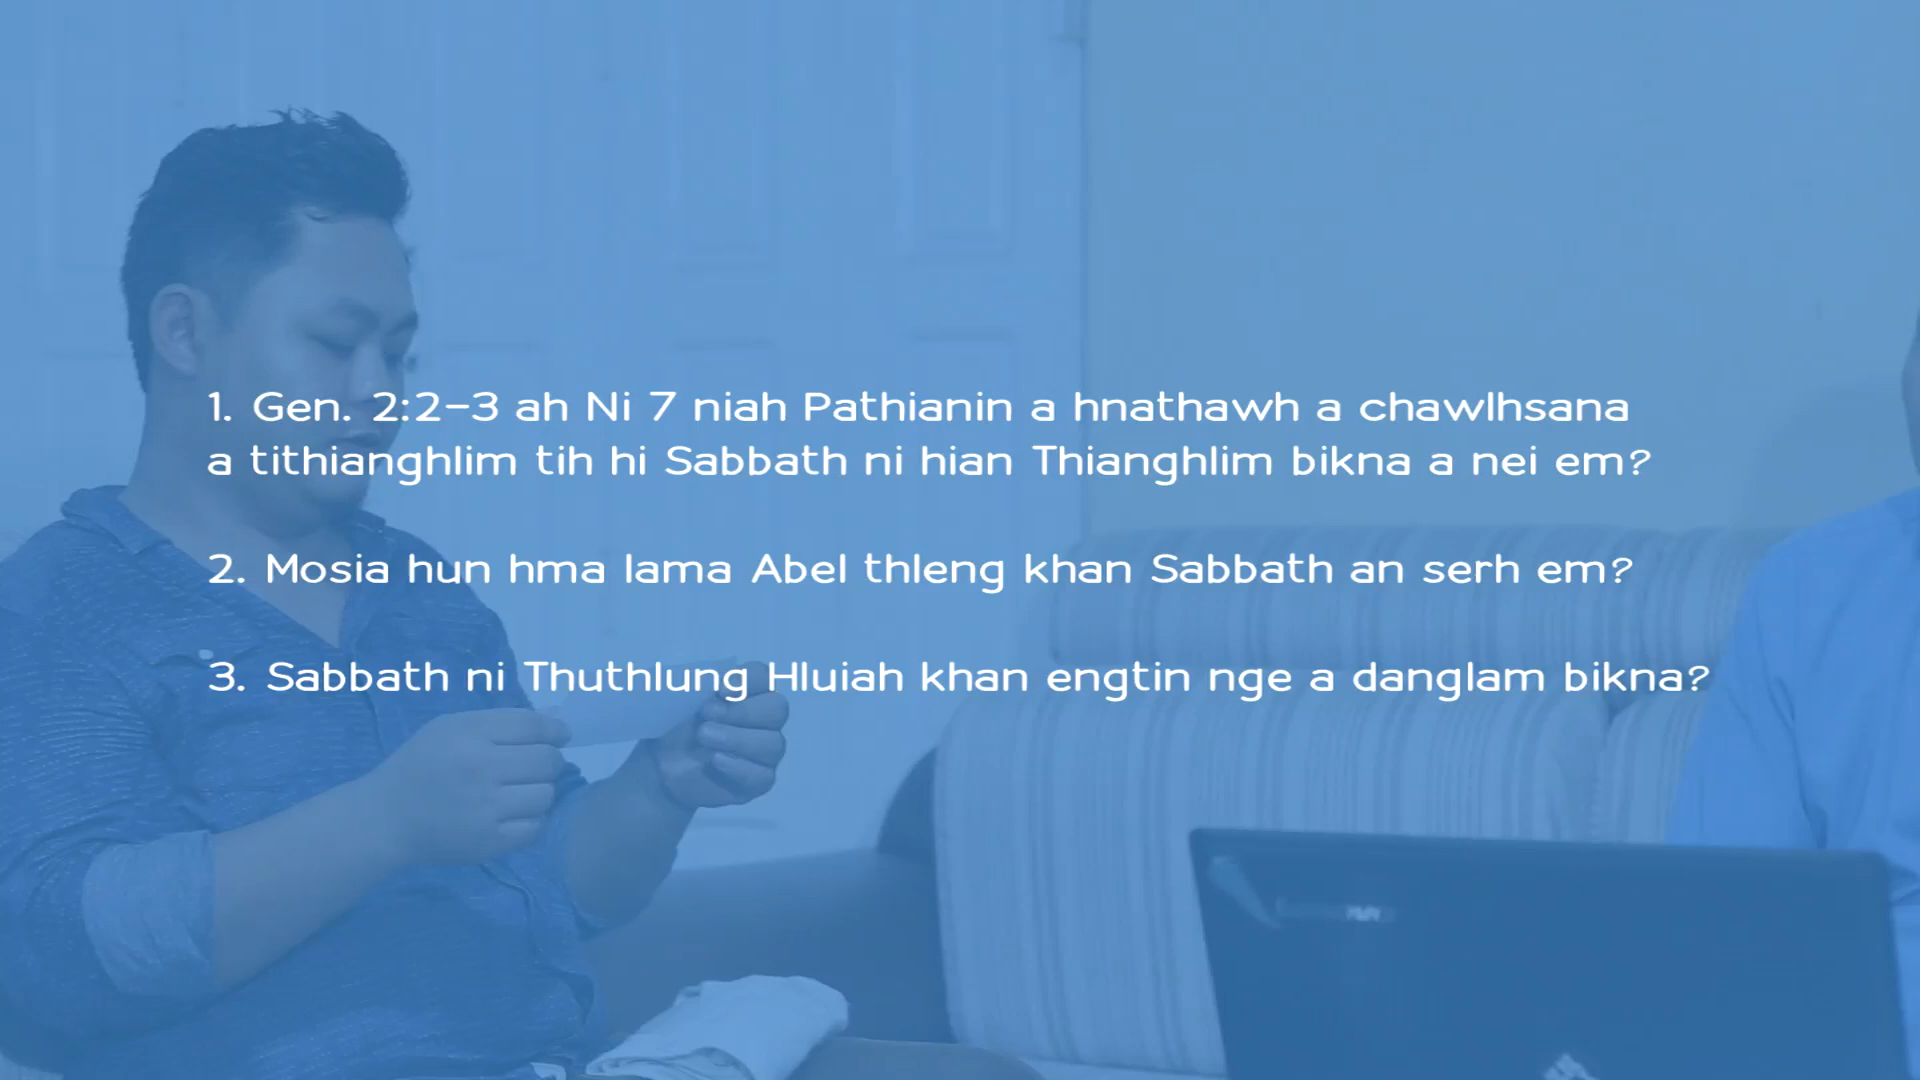 1. Gen. 2:2-3 ah Ni 7 niah Pathianin a hnathawh a chawlhsana
a tithianghlim tih hi Sabbath ni hian Thianghlim bikna a nei em?
2. Mosia hun hma lama Abel thleng khan Sabbath an serh em?
3. Sabbath ni Thuthlung Hluiah khan engtin nge a danglam bikna?